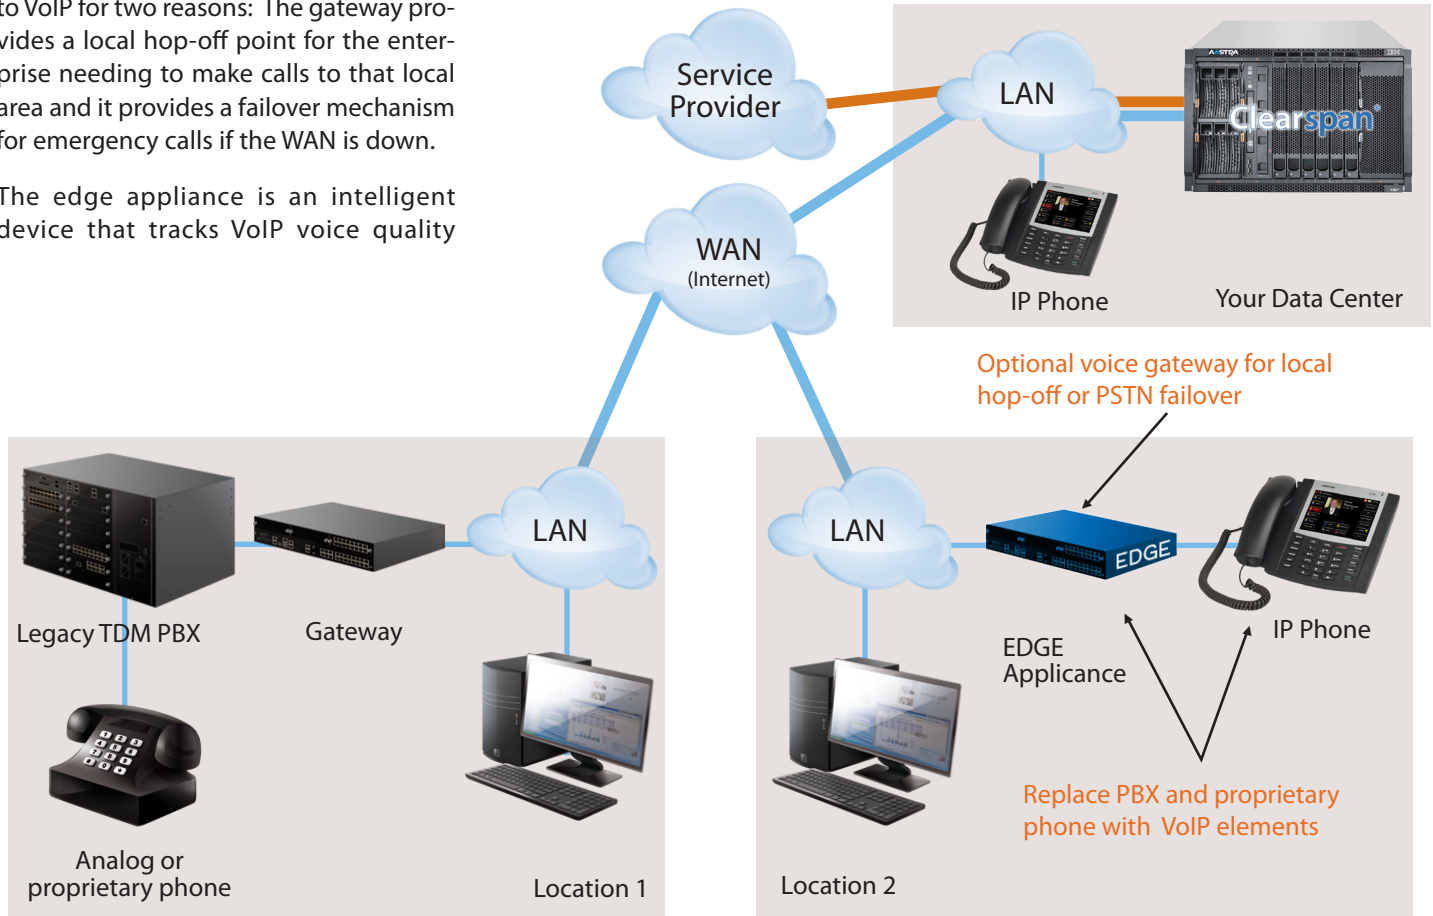 to VoIP for two reasons: The gateway pro-
vides a local hop-off point for the enter-
prise needing to make calls to that local
area and it provides a failover mechanism
for emergency calls if the WAN is down.
The edge appliance is an intelligent
device that tracks VoIP voice quality
Service
Provider
LAN
AASTRA
IBM
Clearspan
WAN
(Internet)
IP Phone
Your Data Center
Optional voice gateway for local
hop-off or PSTN failover
LAN
LAN
EDGE
Legacy TDM PBX
Gateway
EDGE
Applicance
IP Phone
Analog or
proprietary phone
Location 1
Location 2
Replace PBX and proprietary
phone with VoIP elements